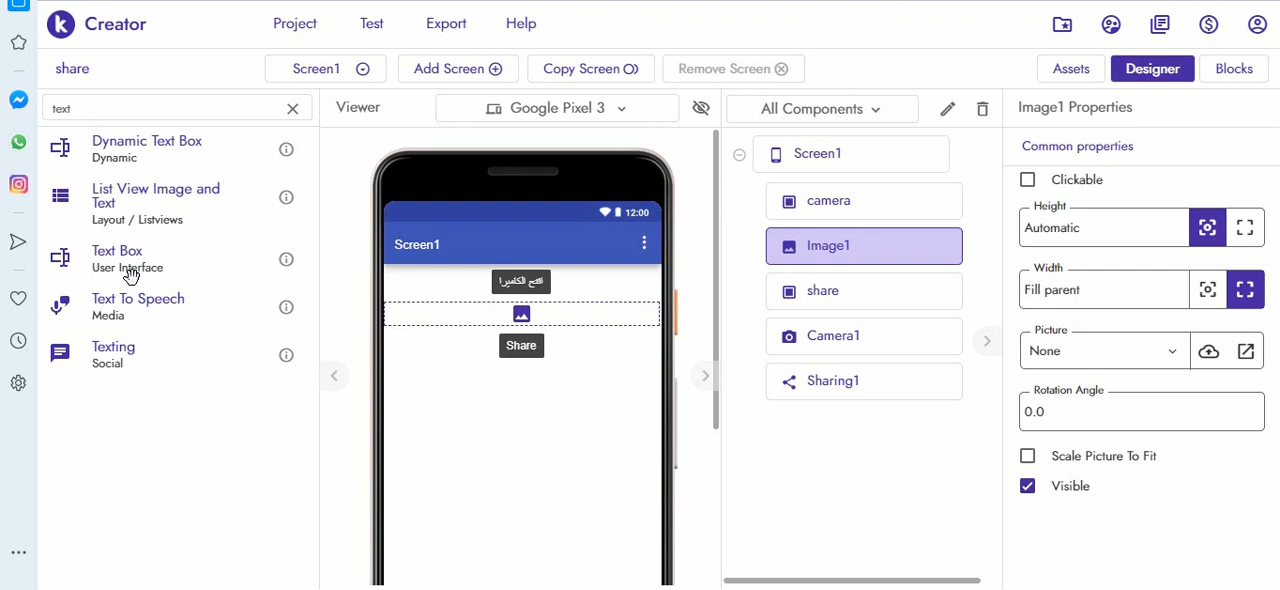 Creator
Project
Test
Export
Help
share
Screen1
Add Screen
Copy Screen
Remove Screen
Assets
Designer
Blocks
text
Viewer
Google Pixel 3
All Components
Image1 Properties
Dynamic Text Box
Dynamic
List View Image and
Text
Layout / Listviews
Text Box
User Interface
Text To Speech
Media
Texting
Social
12:00
Screen1
افتح الكاميرا
Share
Screen1
camera
Image1
share
Camera1
Sharing1
Common properties
Clickable
Height
Automatic
Width
Fill parent
Picture
None
Rotation Angle
0.0
Scale Picture To Fit
Visible